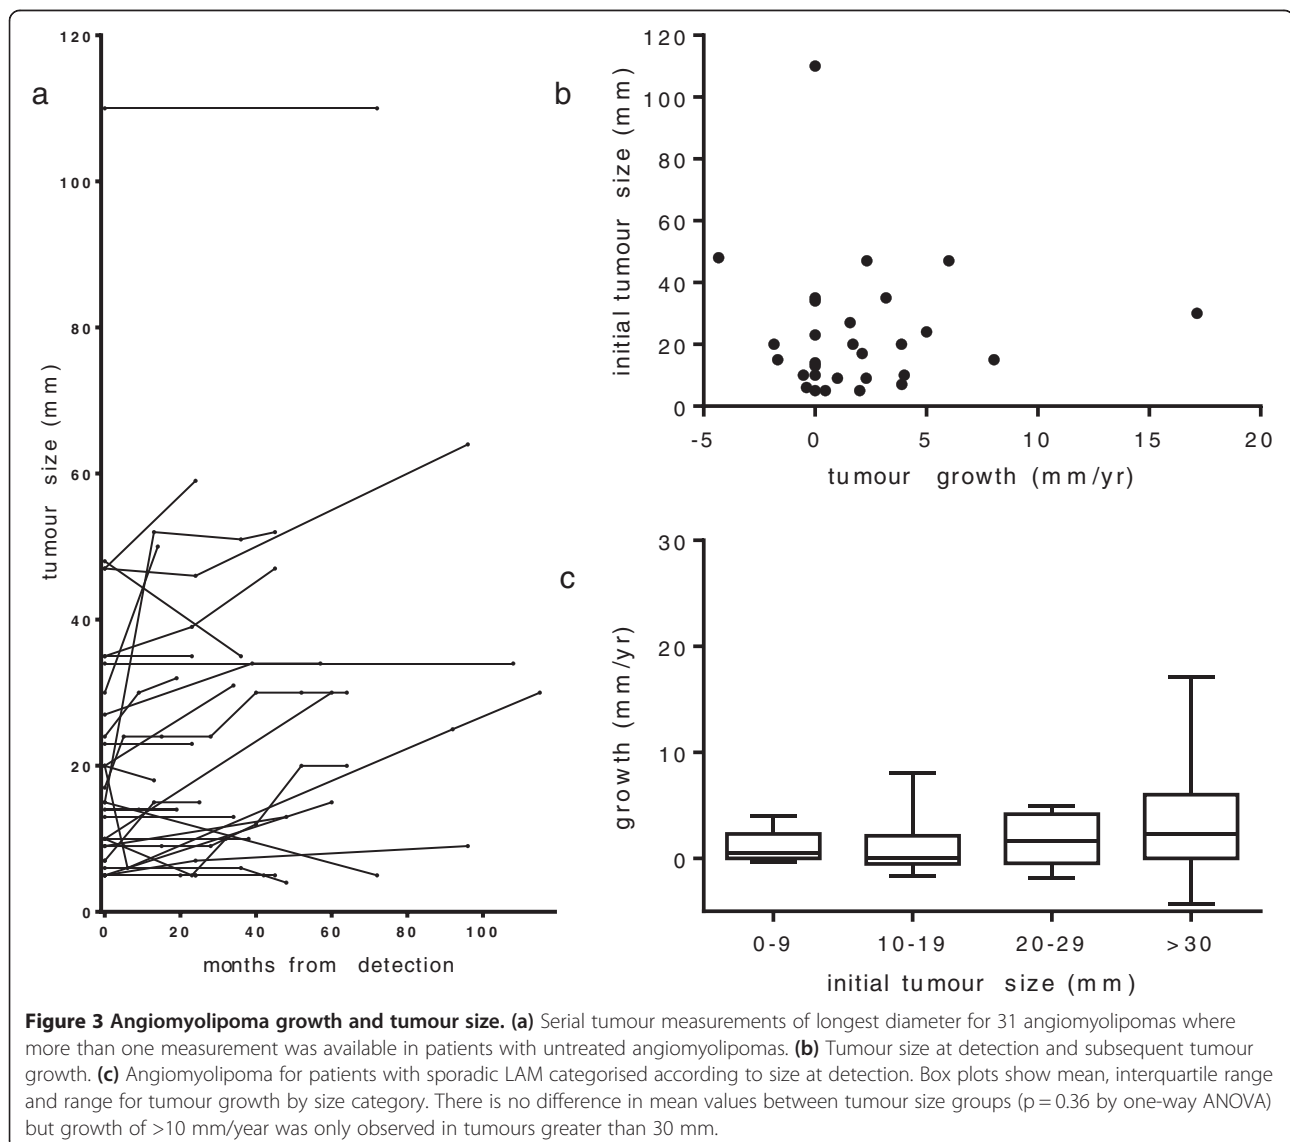 a
120
100
80
60
40
20
0
tumour size (mm)
0 20 40 60 80 100
months from detection
b
120
100
80
60
40
20
0
initial tumour size (mm)
-5 0 5 10 15 20
tumour growth (mm/yr)
c
30
20
10
0
growth (mm/yr)
0-9 10-19 20-29 >30
initial tumour size (mm)
Figure 3 Angiomyolipoma growth and tumour size. (a) Serial tumour measurements of longest diameter for 31 angiomyolipomas where
more than one measurement was available in patients with untreated angiomyolipomas. (b) Tumour size at detection and subsequent tumour
growth. (c) Angiomyolipoma for patients with sporadic LAM categorised according to size at detection. Box plots show mean, interquartile range
and range for tumour growth by size category. There is no difference in mean values between tumour size groups (p = 0.36 by one-way ANOVA)
but growth of >10 mm/year was only observed in tumours greater than 30 mm.